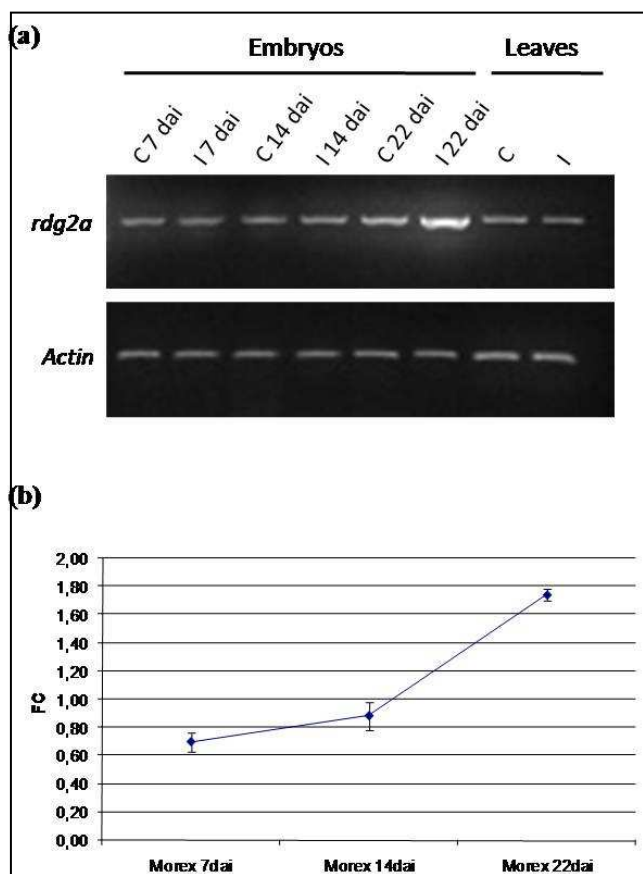 (a)
Embryos Leaves
C 7 dai I 7 dai C 14 dai I 14 dai C 22 dai I 22 dai C I
rdg2a
Actin
(b)
2,00
1,80
1,60
1,40
1,20
1,00
0,80
0,60
0,40
0,20
0,00
FC
Morex 7dai Morex 14dai Morex 22dai